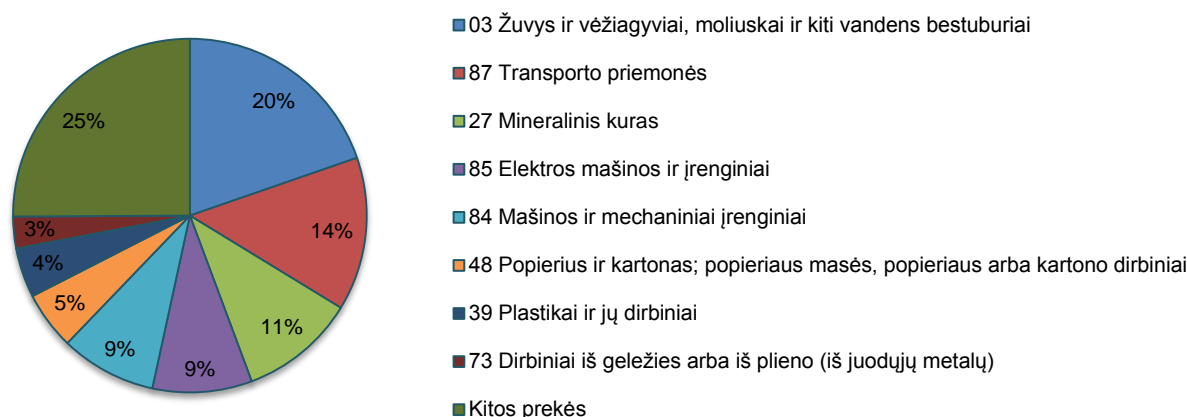 03 Žuvys ir vėžiagyviai, moliuskai ir kiti vandens bestuburiai
87 Transporto priemonės
27 Mineralinis kuras
85 Elektros mašinos ir įrenginiai
84 Mašinos ir mechaniniai įrenginiai
48 Popierius ir kartonas; popieriaus masės, popieriaus arba kartono dirbiniai
39 Plastikai ir jų dirbiniai
73 Dirbiniai iš geležies arba iš plieno (iš juodųjų metalų)
Kitos prekės
20%
14%
11%
9%
9%
5%
4%
3%
25%